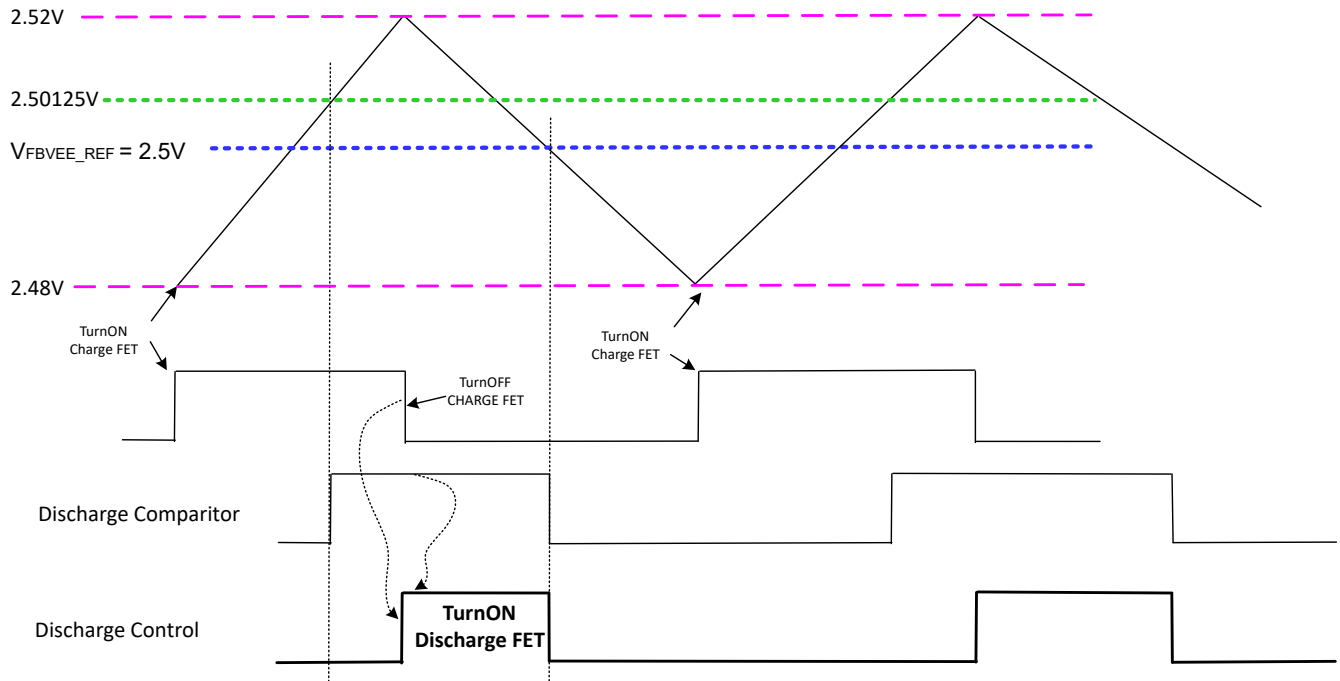 2.52V
2.50125V
VFBVEE_REF = 2.5V
2.48V
TurnON
Charge FET
TurnON
Charge FET
TurnOFF
CHARGE FET
Discharge Comparitor
Discharge Control
TurnON
Discharge FET